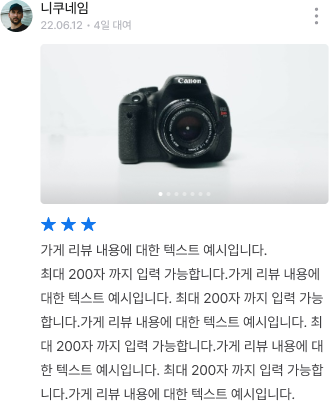 니쿠네임
22.06.12 • 4일 대여
Canon
가게 리뷰 내용에 대한 텍스트 예시입니다.
최대 200자 까지 입력 가능합니다.가게 리뷰 내용에
대한 텍스트 예시입니다. 최대 200자 까지 입력 가능
합니다.가게 리뷰 내용에 대한 텍스트 예시입니다. 최
대 200자 까지 입력 가능합니다.가게 리뷰 내용에 대
한 텍스트 예시입니다. 최대 200자 까지 입력 가능합
니다.가게 리뷰 내용에 대한 텍스트 예시입니다.